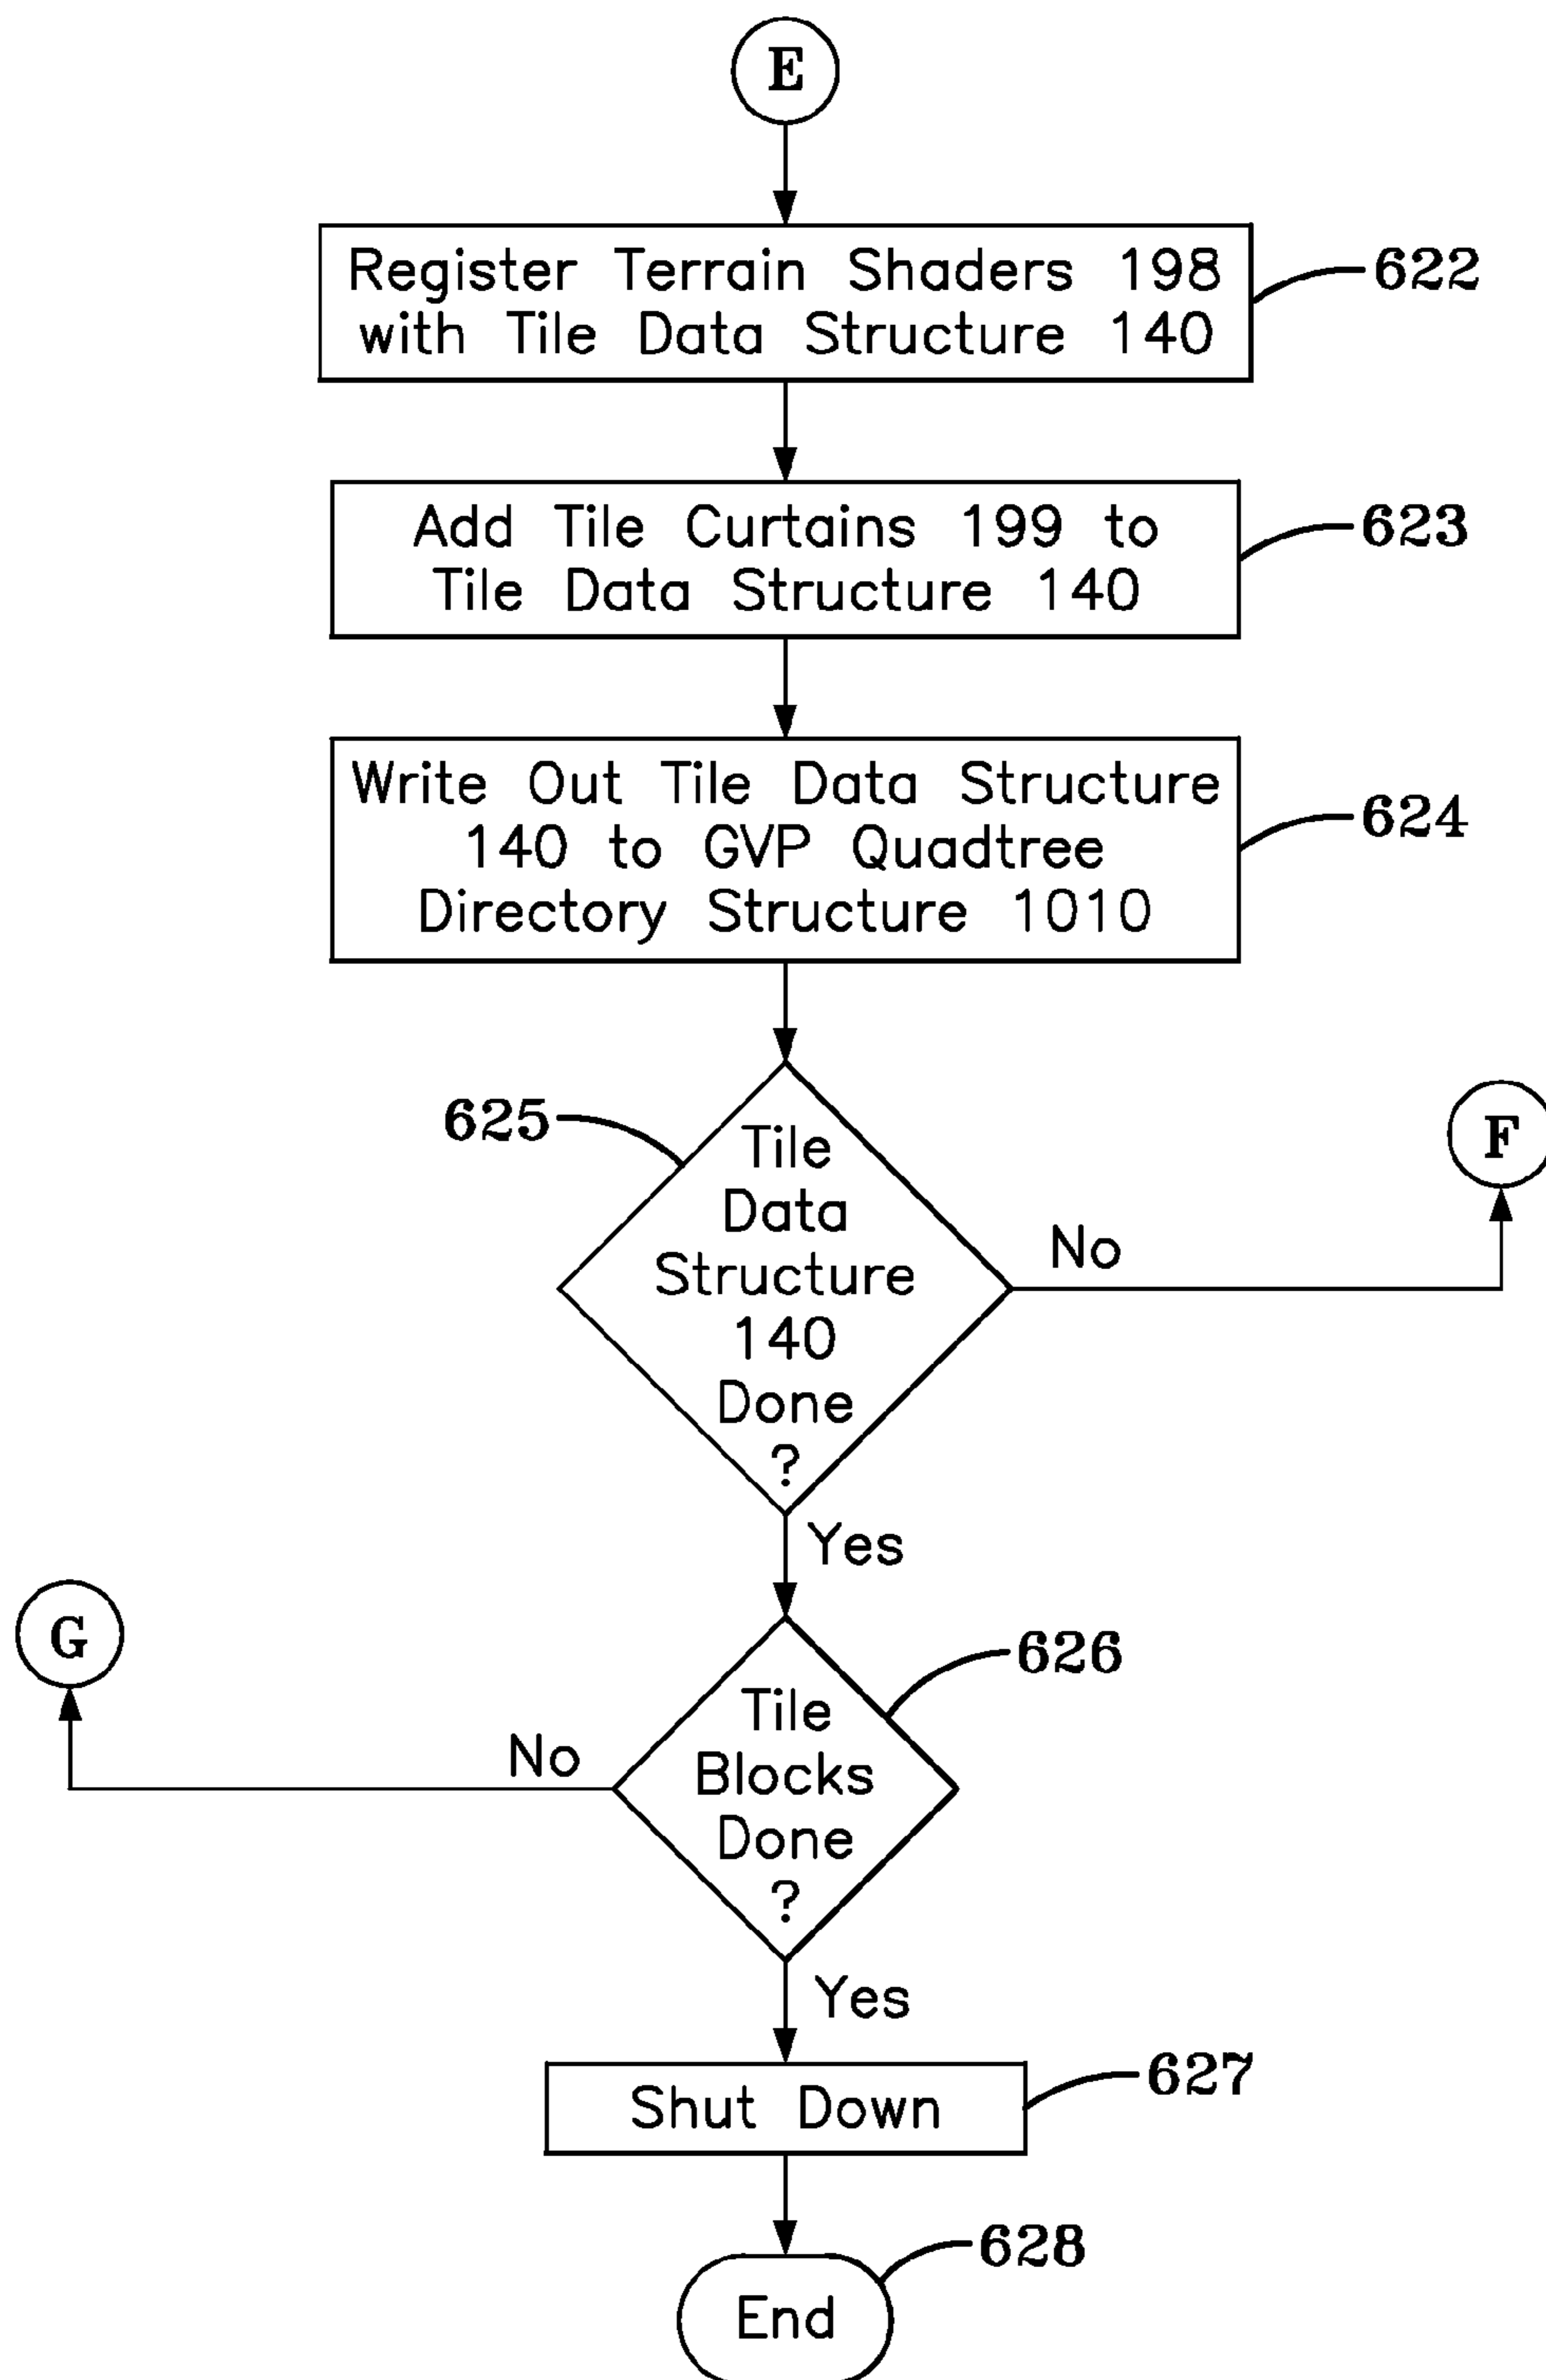 E
Register Terrain Shaders 198
with Tile Data Structure 140
622
Add Tile Curtains 199 to
Tile Data Structure 140
623
Write Out Tile Data Structure
140 to GVP Quadtree
Directory Structure 1010
624
625
Tile
Data
Structure
140
Done
?
No
F
Yes
G
No
626
Tile
Blocks
Done
?
Yes
Shut Down
627
End
628